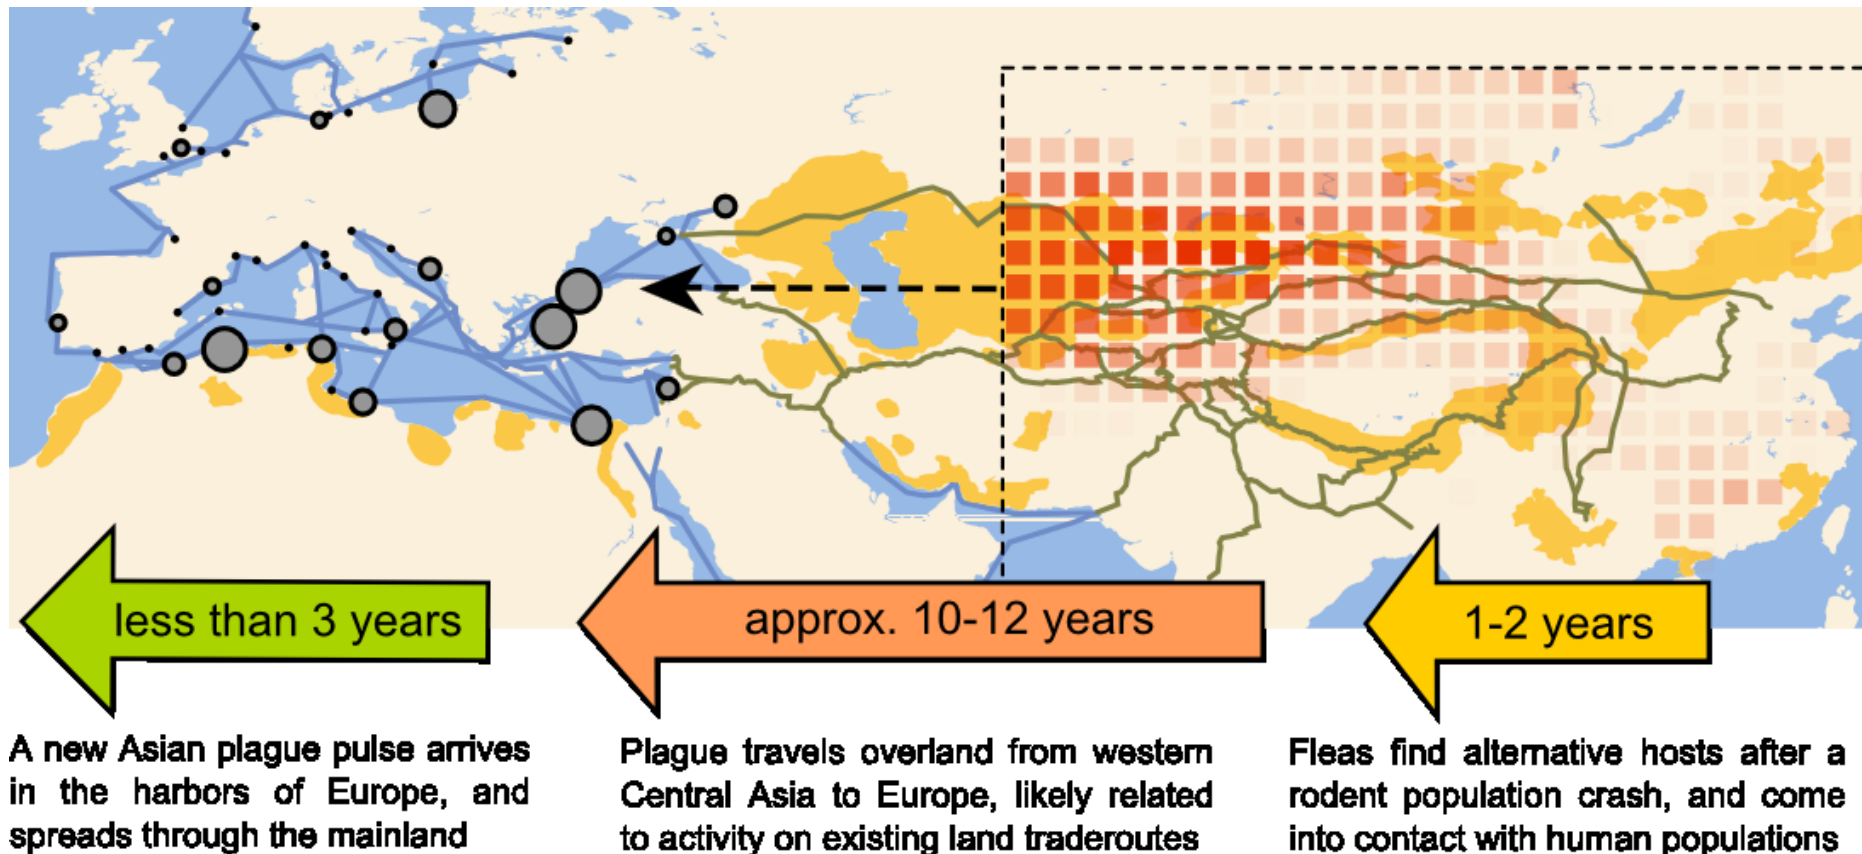 less than 3 years
approx. 10-12 years
1-2 years
A new Asian plague pulse arrives
in the harbors of Europe, and
spreads through the mainland
Plague travels overland from western
Central Asia to Europe, likely related
to activity on existing land traderoutes
Fleas find alternative hosts after a
rodent population crash, and come
into contact with human populations